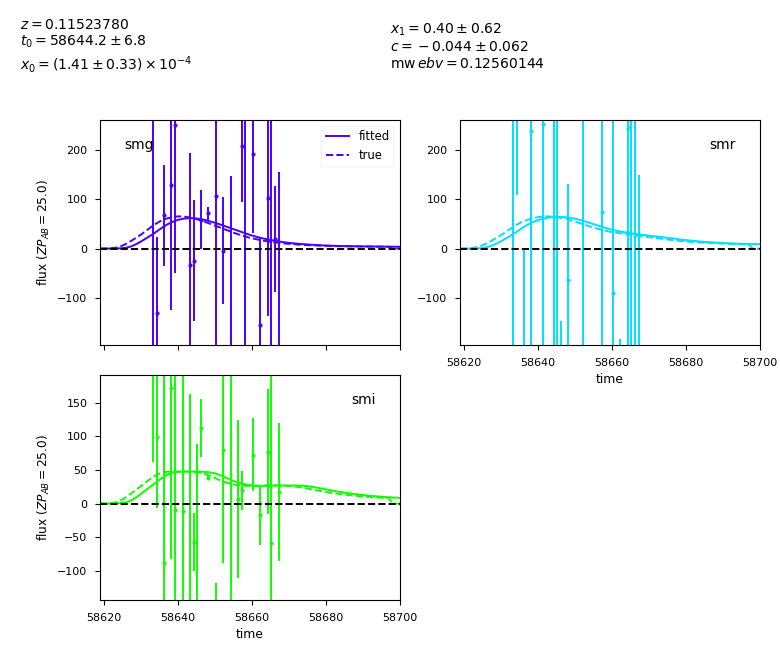 z = 0.11523780
t₀ = 58644.2 ± 6.8
x₀ = (1.41 ± 0.33) × 10⁻⁴
x₁ = 0.40 ± 0.62
c = −0.044 ± 0.062
mw ebv = 0.12560144
smg
fitted
true
200
100
0
−100
flux (ZP_AB = 25.0)
smr
200
100
0
−100
58620 58640 58660 58680 58700
time
smi
150
100
50
0
−50
−100
flux (ZP_AB = 25.0)
58620 58640 58660 58680 58700
time